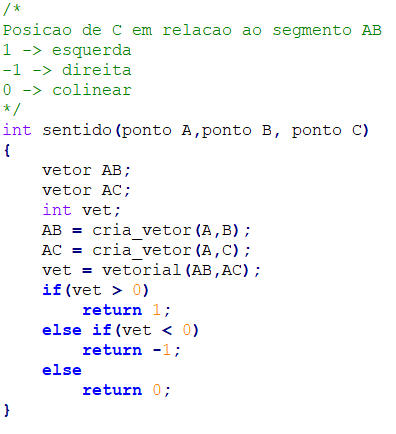 /*
Posicao de C em relacao ao segmento AB
1 -> esquerda
-1 -> direita
0 -> colinear
*/
int sentido(ponto A,ponto B, ponto C)
{
    vetor AB;
    vetor AC;
    int vet;
    AB = cria_vetor(A,B);
    AC = cria_vetor(A,C);
    vet = vetorial(AB,AC);
    if(vet > 0)
        return 1;
    else if(vet < 0)
        return -1;
    else
        return 0;
}